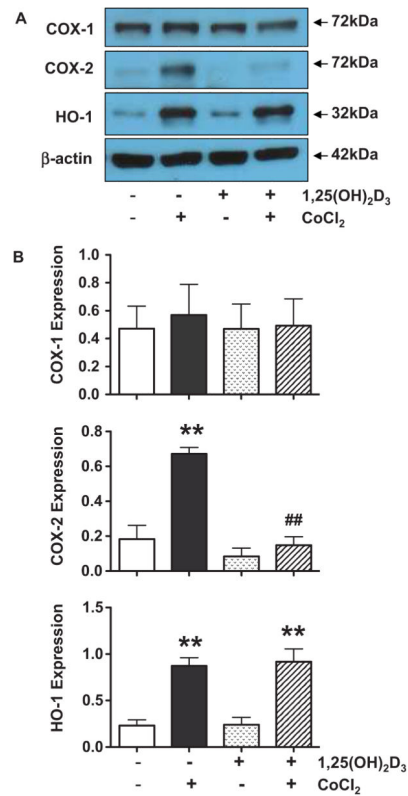 A
COX-1
← 72kDa
COX-2
← 72kDa
HO-1
← 32kDa
β-actin
← 42kDa
- - + + 1,25(OH)₂D₃
- + - + CoCl₂
B
COX-1 Expression
1.0
0.8
0.6
0.4
0.2
0.0
COX-2 Expression
0.8
0.6
0.4
0.2
0.0
**
##
HO-1 Expression
1.5
1.0
0.5
0.0
**
**
- - + + 1,25(OH)₂D₃
- + - + CoCl₂